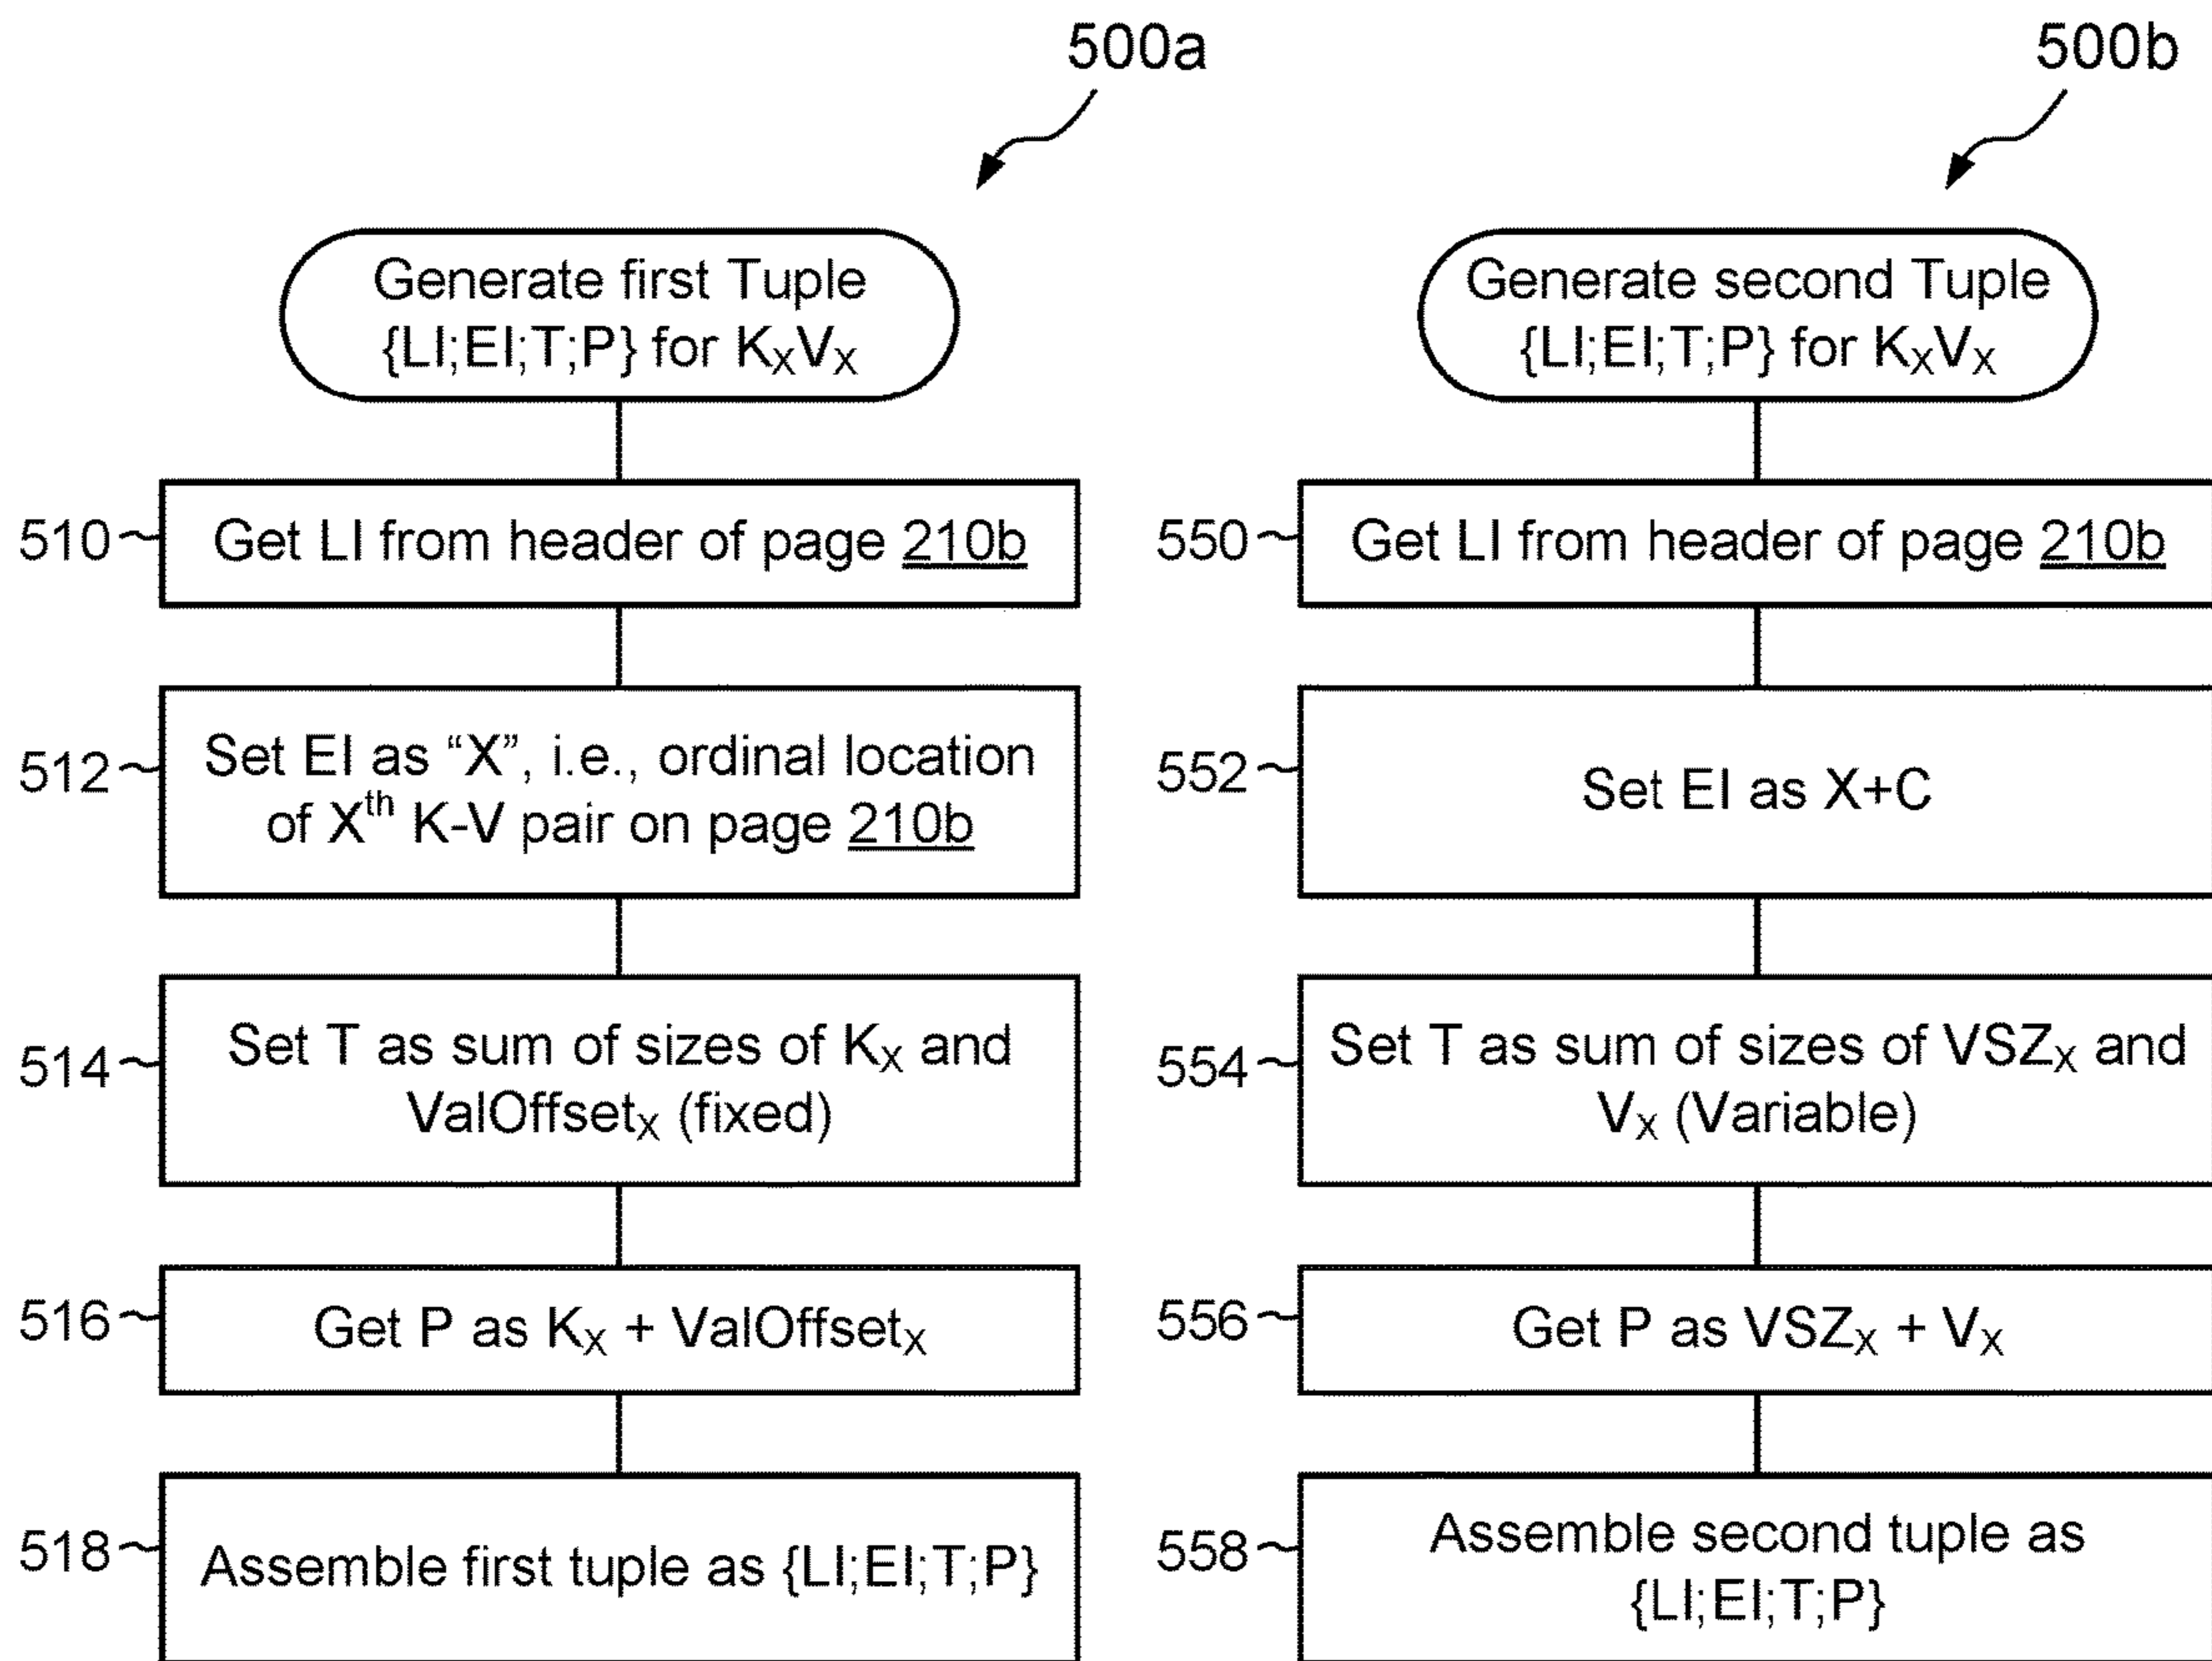 500a
Generate first Tuple
{LI;EI;T;P} for KₓVₓ
510
Get LI from header of page 210b
512
Set EI as “X”, i.e., ordinal location
of Xᵗʰ K-V pair on page 210b
514
Set T as sum of sizes of Kₓ and
ValOffsetₓ (fixed)
516
Get P as Kₓ + ValOffsetₓ
518
Assemble first tuple as {LI;EI;T;P}
500b
Generate second Tuple
{LI;EI;T;P} for KₓVₓ
550
Get LI from header of page 210b
552
Set EI as X+C
554
Set T as sum of sizes of VSZₓ and
Vₓ (Variable)
556
Get P as VSZₓ + Vₓ
558
Assemble second tuple as
{LI;EI;T;P}